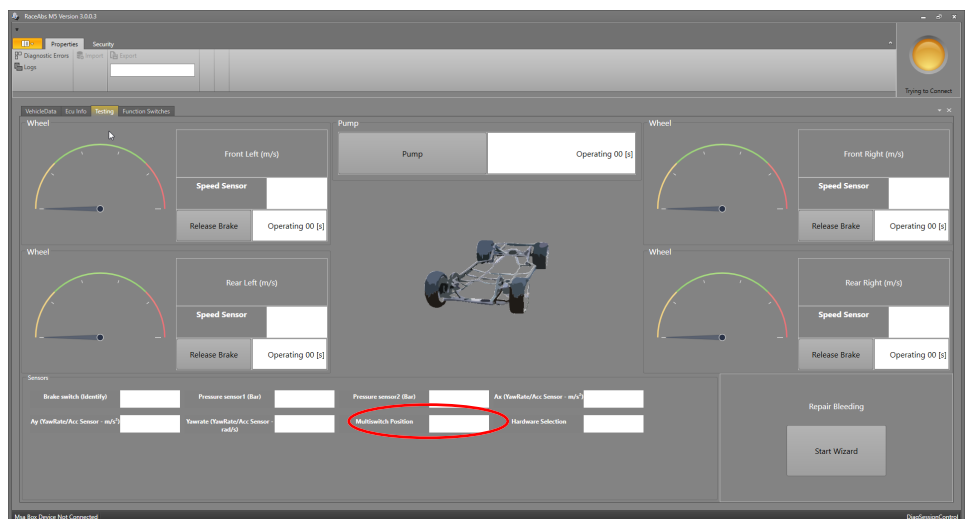 RaceAbs M5 Version 3.0.0.3
Properties Security
Diagnostic Errors Import Export
Logs
Trying to Connect
VehicleData Ecu Info Testing Function Switches
Wheel
Front Left (m/s)
Speed Sensor
Release Brake Operating 00 [s]
Pump
Pump Operating 00 [s]
Wheel
Front Right (m/s)
Speed Sensor
Release Brake Operating 00 [s]
Wheel
Rear Left (m/s)
Speed Sensor
Release Brake Operating 00 [s]
Wheel
Rear Right (m/s)
Speed Sensor
Release Brake Operating 00 [s]
Sensors
Brake switch (Identify) Pressure sensor1 (Bar) Pressure sensor2 (Bar) Ax (YawRate/Acc Sensor - m/s²)
Ay (YawRate/Acc Sensor - m/s²) Yawrate (YawRate/Acc Sensor - rad/s) Multiswitch Position Hardware Selection
Repair Bleeding
Start Wizard
Msa Box Device Not Connected DiagSessionControl